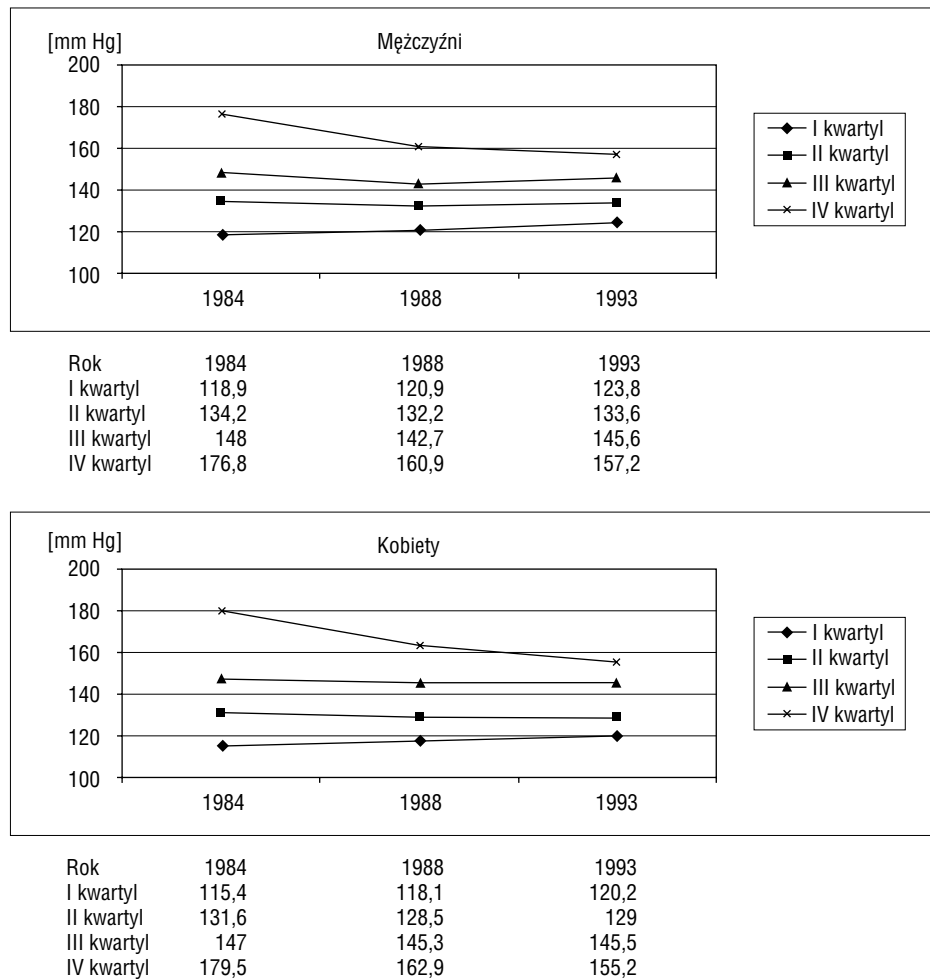 [mm Hg] Mężczyźni
200
180
160
140
120
100
1984 1988 1993
I kwartyl
II kwartyl
III kwartyl
IV kwartyl
Rok 1984 1988 1993
I kwartyl 118,9 120,9 123,8
II kwartyl 134,2 132,2 133,6
III kwartyl 148 142,7 145,6
IV kwartyl 176,8 160,9 157,2
[mm Hg] Kobiety
200
180
160
140
120
100
1984 1988 1993
I kwartyl
II kwartyl
III kwartyl
IV kwartyl
Rok 1984 1988 1993
I kwartyl 115,4 118,1 120,2
II kwartyl 131,6 128,5 129
III kwartyl 147 145,3 145,5
IV kwartyl 179,5 162,9 155,2